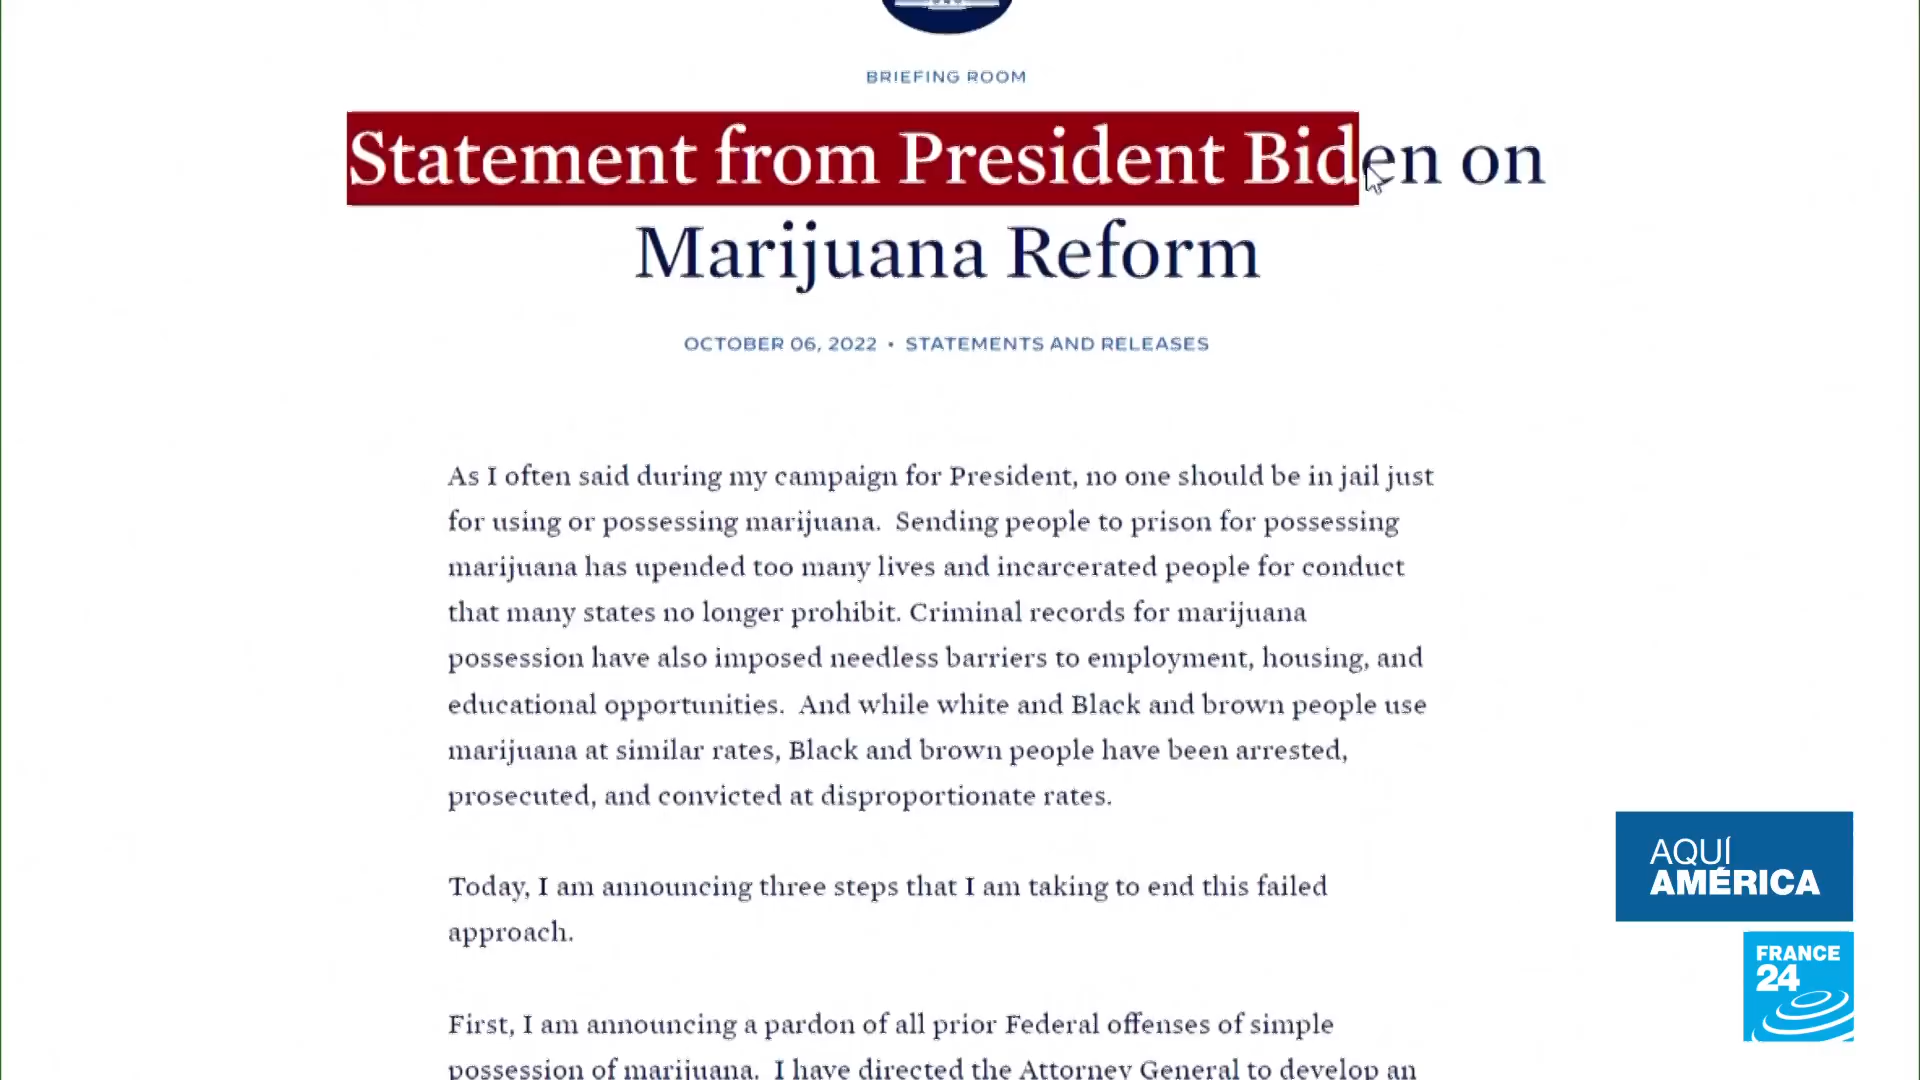 BRIEFING ROOM
Statement from President Biden on
Marijuana Reform
OCTOBER 06, 2022 • STATEMENTS AND RELEASES
As I often said during my campaign for President, no one should be in jail just
for using or possessing marijuana.  Sending people to prison for possessing
marijuana has upended too many lives and incarcerated people for conduct
that many states no longer prohibit. Criminal records for marijuana
possession have also imposed needless barriers to employment, housing, and
educational opportunities.  And while white and Black and brown people use
marijuana at similar rates, Black and brown people have been arrested,
prosecuted, and convicted at disproportionate rates.
Today, I am announcing three steps that I am taking to end this failed
approach.
First, I am announcing a pardon of all prior Federal offenses of simple
possession of marijuana.  I have directed the Attorney General to develop an
AQUÍ
AMÉRICA
FRANCE
24